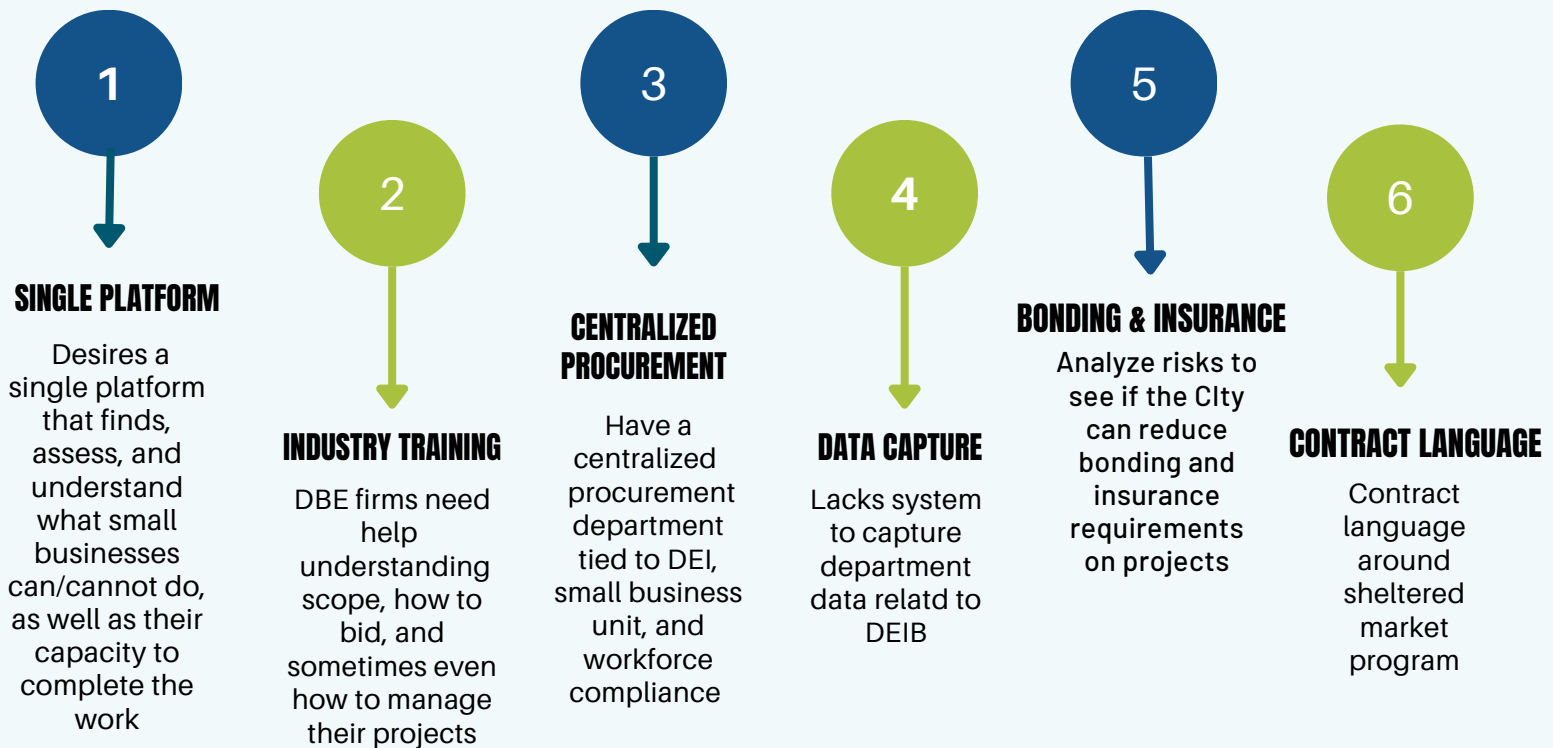 1
SINGLE PLATFORM
Desires a
single platform
that finds,
assess, and
understand
what small
businesses
can/cannot do,
as well as their
capacity to
complete the
work
2
INDUSTRY TRAINING
DBE firms need
help
understanding
scope, how to
bid, and
sometimes even
how to manage
their projects
3
CENTRALIZED
PROCUREMENT
Have a
centralized
procurement
department
tied to DEI,
small business
unit, and
workforce
compliance
4
DATA CAPTURE
Lacks system
to capture
department
data relatd to
DEIB
5
BONDING & INSURANCE
Analyze risks to
see if the CIty
can reduce
bonding and
insurance
requirements
on projects
6
CONTRACT LANGUAGE
Contract
language
around
sheltered
market
program